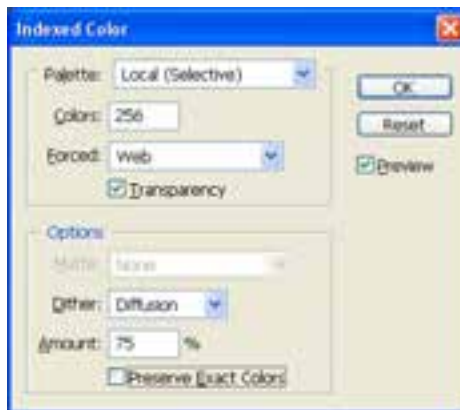 Indexed Color
Palette: Local (Selective)
Colors: 256
Forced: Web
Transparency
OK
Reset
Preview
Options
Matte: None
Dither: Diffusion
Amount: 75 %
Preserve Exact Colors